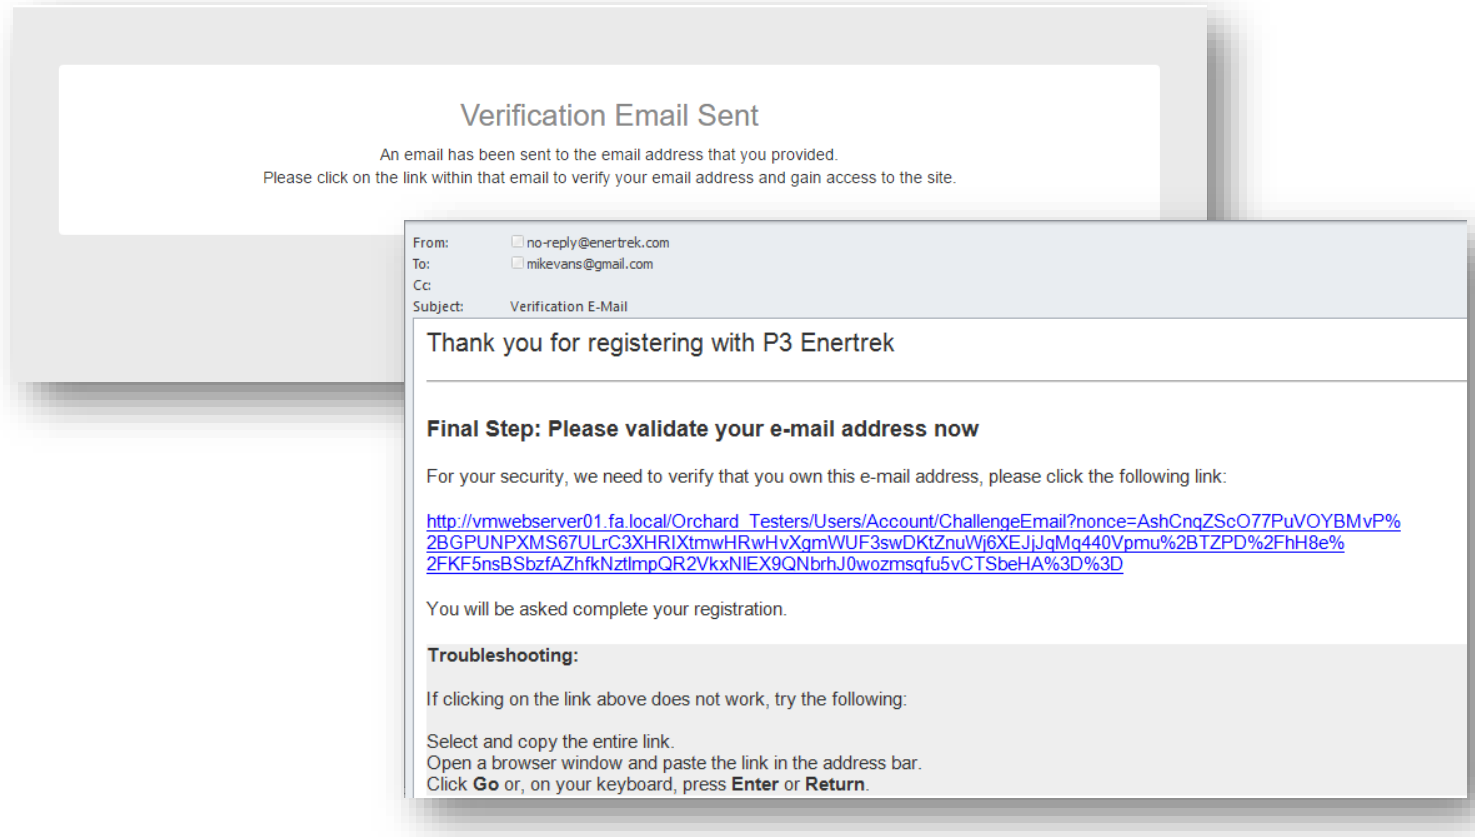 Verification Email Sent
An email has been sent to the email address that you provided.
Please click on the link within that email to verify your email address and gain access to the site.
From: no-reply@enertrek.com
To: mikevans@gmail.com
Cc:
Subject: Verification E-Mail
Thank you for registering with P3 Enertrek
Final Step: Please validate your e-mail address now
For your security, we need to verify that you own this e-mail address, please click the following link:
http://vmwebserver01.fa.local/Orchard_Testers/Users/Account/ChallengeEmail?nonce=AshCnqZScO77PuVOYBMvP%
2BGPUNPXMS67ULrC3XHRIXtmwHRwHvXgmWUF3swDKtZnuWj6XEJjJqMq440Vpmu%2BTZPD%2FhH8e%
2FKF5nsBSbzfAZhfkNztlmpQR2VkxNlEX9QNbrhJ0wozmsqfu5vCTSbeHA%3D%3D
You will be asked complete your registration.
Troubleshooting:
If clicking on the link above does not work, try the following:
Select and copy the entire link.
Open a browser window and paste the link in the address bar.
Click Go or, on your keyboard, press Enter or Return.